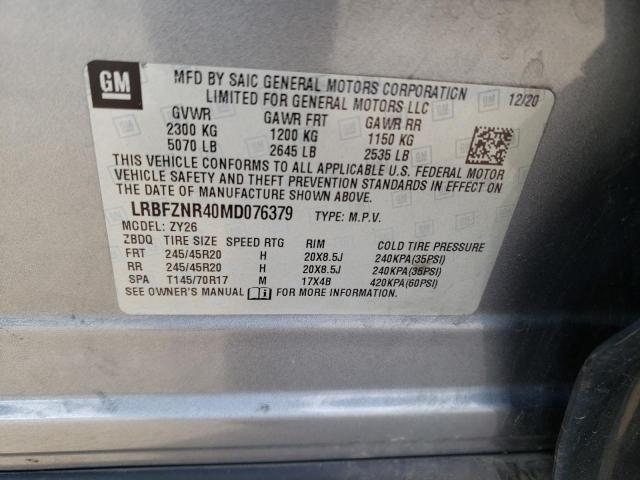 GM
MFD BY SAIC GENERAL MOTORS CORPORATION
LIMITED FOR GENERAL MOTORS LLC 12/20
GVWR GAWR FRT GAWR RR
2300 KG 1200 KG 1150 KG
5070 LB 2645 LB 2535 LB
THIS VEHICLE CONFORMS TO ALL APPLICABLE U.S. FEDERAL MOTOR
VEHICLE SAFETY AND THEFT PREVENTION STANDARDS IN EFFECT ON
THE DATE OF MANUFACTURE SHOWN ABOVE.
LRBFZNR40MD076379 TYPE: M.P.V.
MODEL: ZY26
ZBDQ TIRE SIZE SPEED RTG RIM COLD TIRE PRESSURE
FRT 245/45R20 H 20X8.5J 240KPA(35PSI)
RR 245/45R20 H 20X8.5J 240KPA(35PSI)
SPA T145/70R17 M 17X4B 420KPA(60PSI)
SEE OWNER'S MANUAL FOR MORE INFORMATION.